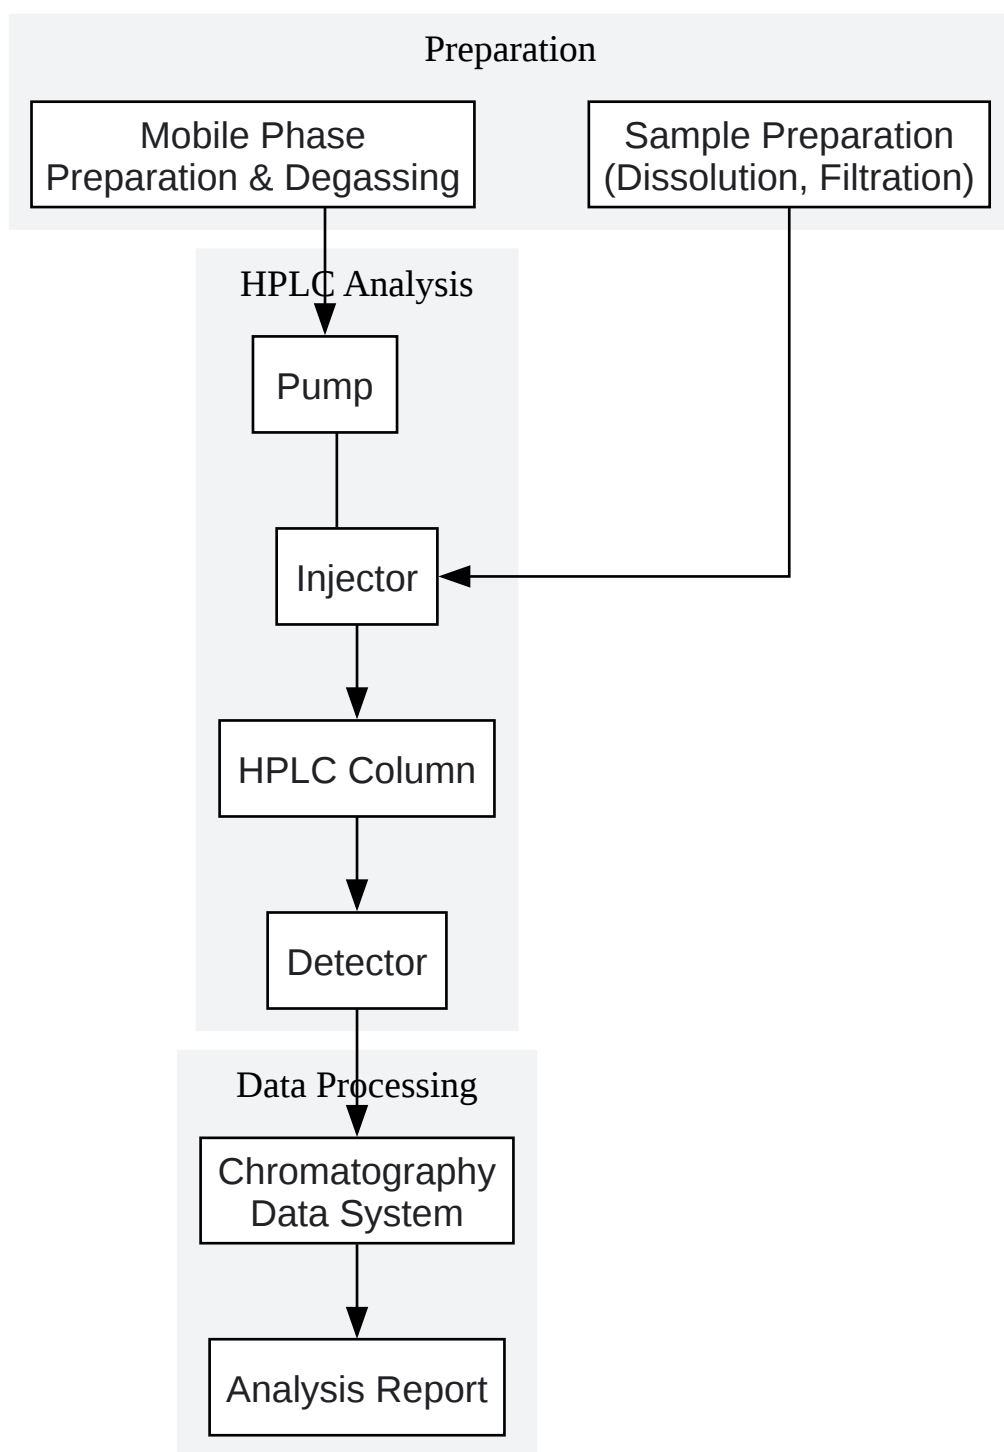 Preparation
Mobile Phase
Preparation & Degassing
Sample Preparation
(Dissolution, Filtration)
HPLC Analysis
Pump
Injector
HPLC Column
Detector
Data Processing
Chromatography
Data System
Analysis Report